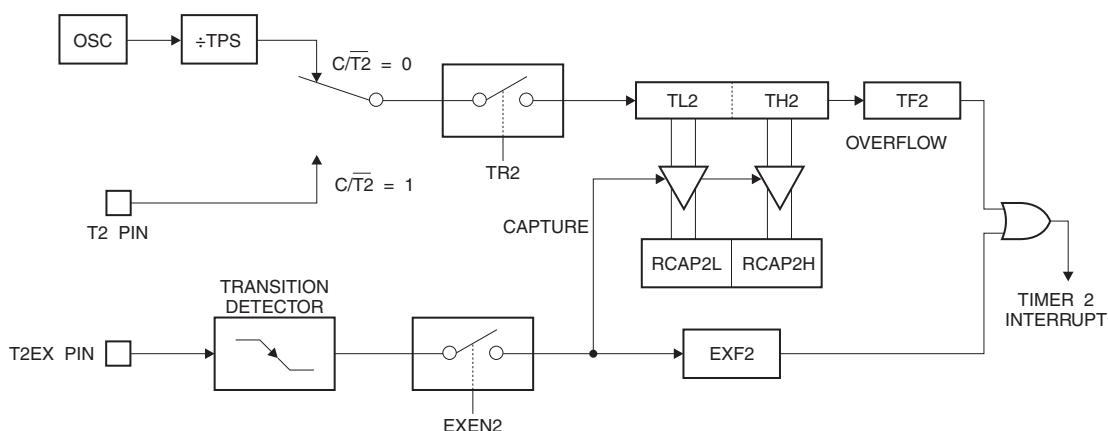 OSC
÷TPS
C/T2 = 0
TL2
TH2
TF2
OVERFLOW
TR2
C/T2 = 1
T2 PIN
CAPTURE
RCAP2L
RCAP2H
TRANSITION
DETECTOR
TIMER 2
INTERRUPT
T2EX PIN
EXF2
EXEN2